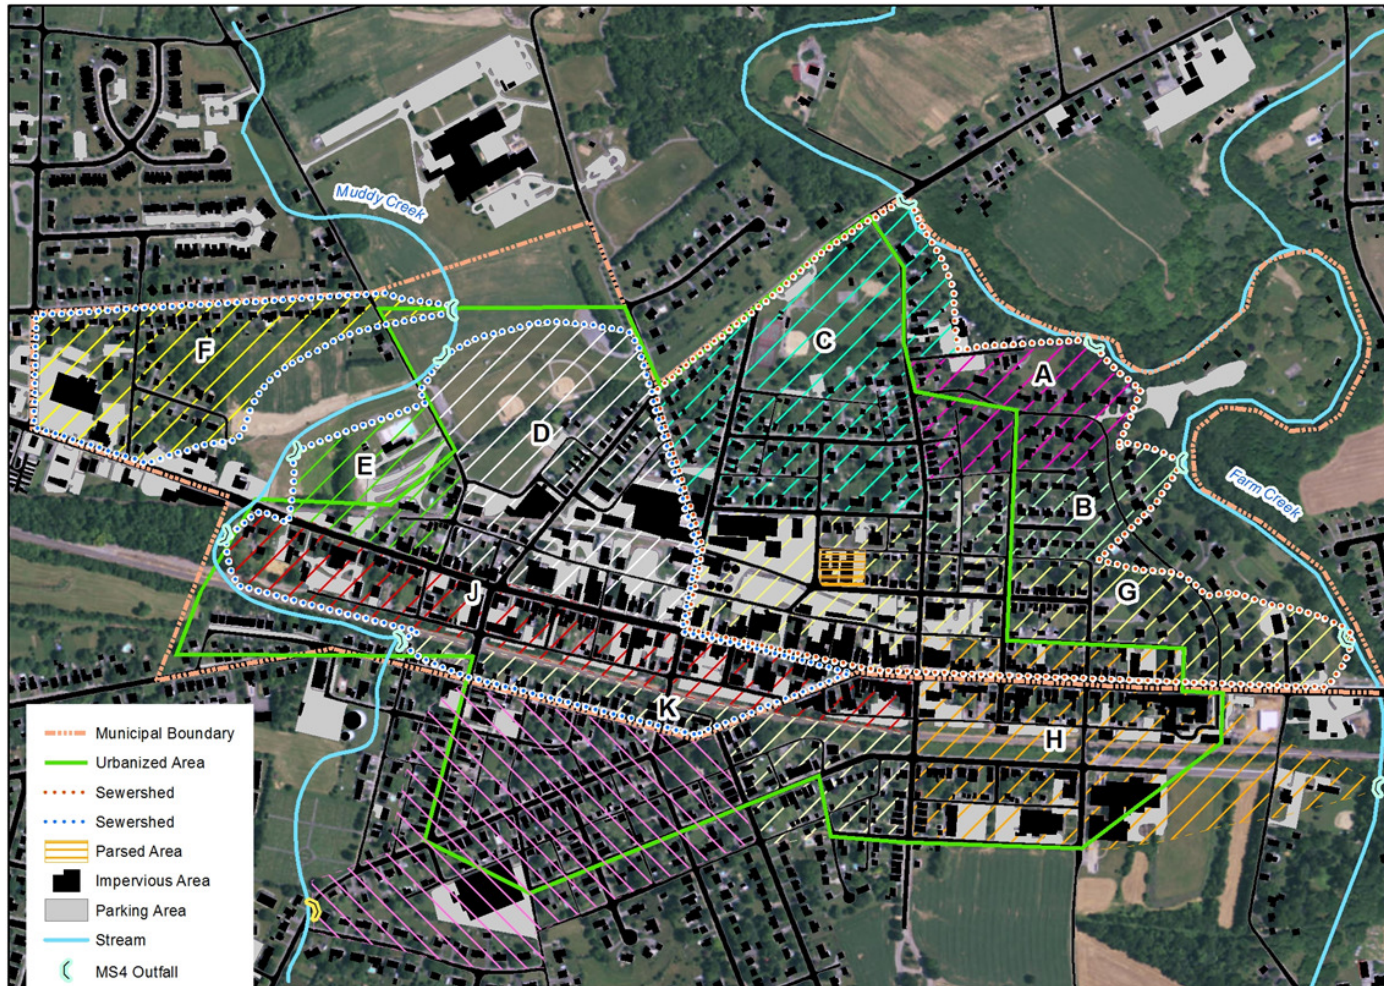 Muddy Creek
C
A
F
D
E
B
Farm Creek
G
J
K
H
Municipal Boundary
Urbanized Area
Sewershed
Sewershed
Parsed Area
Impervious Area
Parking Area
Stream
MS4 Outfall